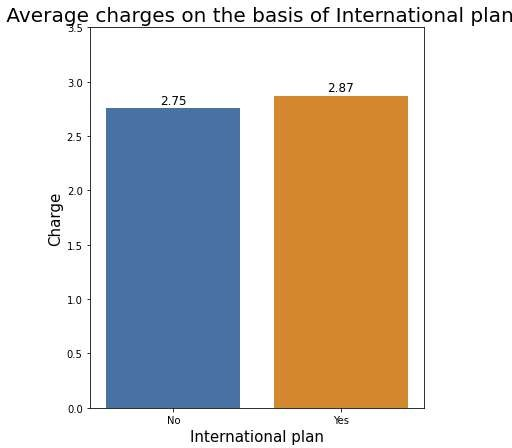 Average charges on the basis of International plan
3.5
3.0
2.5
2.0
1.5
1.0
0.5
0.0
Charge
2.75
2.87
No
Yes
International plan